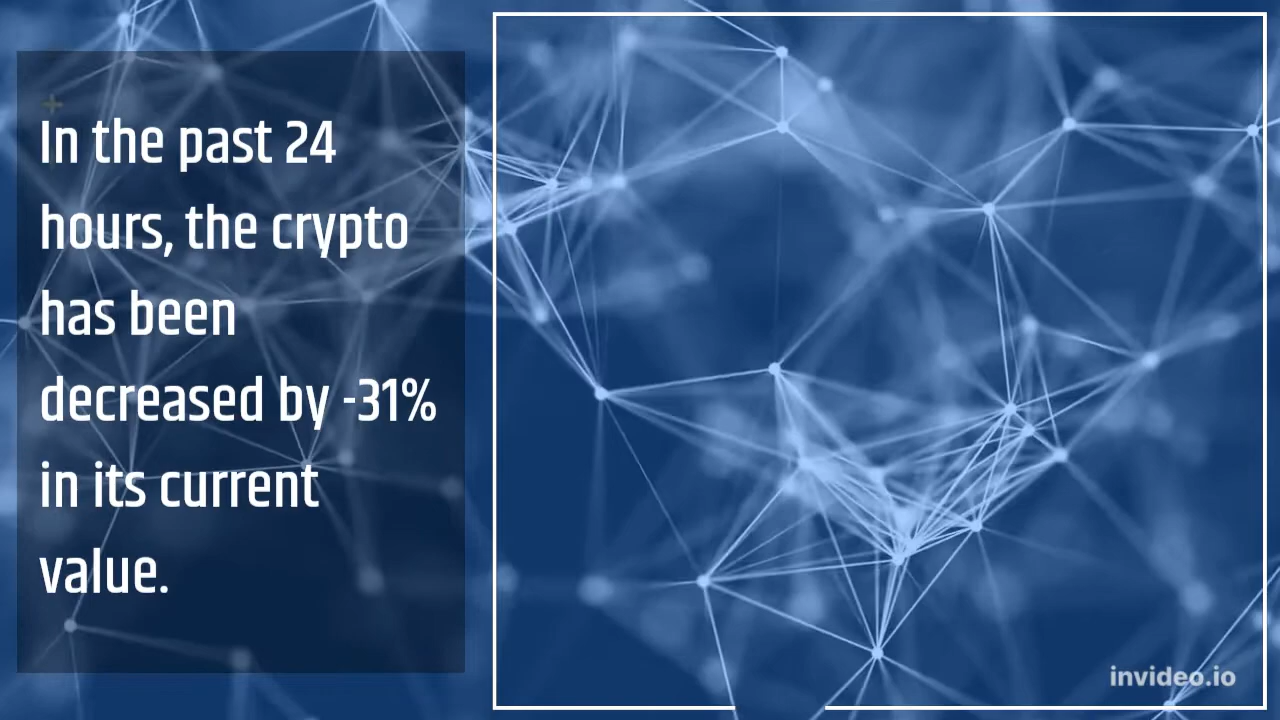 In the past 24
hours, the crypto
has been
decreased by -31%
in its current
value.
invideo.io